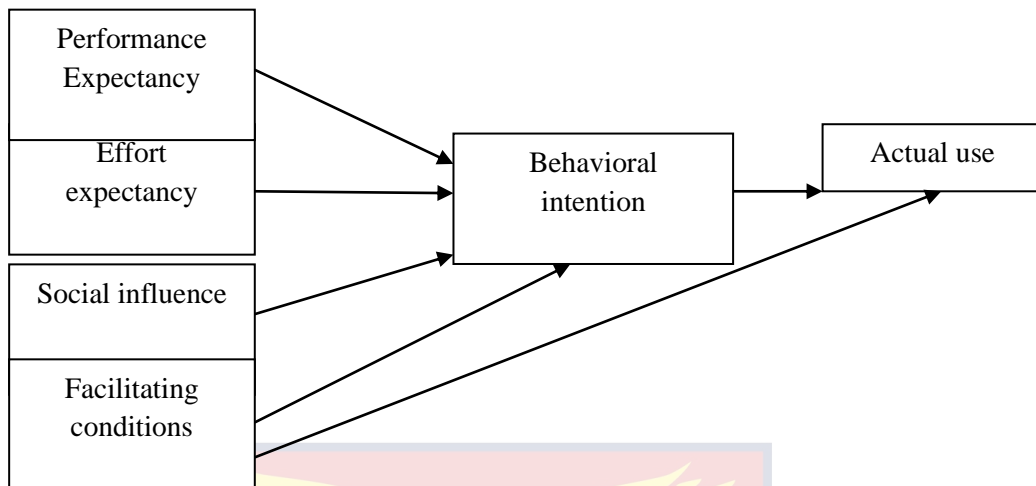 Performance
Expectancy
Effort
expectancy
Social influence
Facilitating
conditions
Behavioral
intention
Actual use